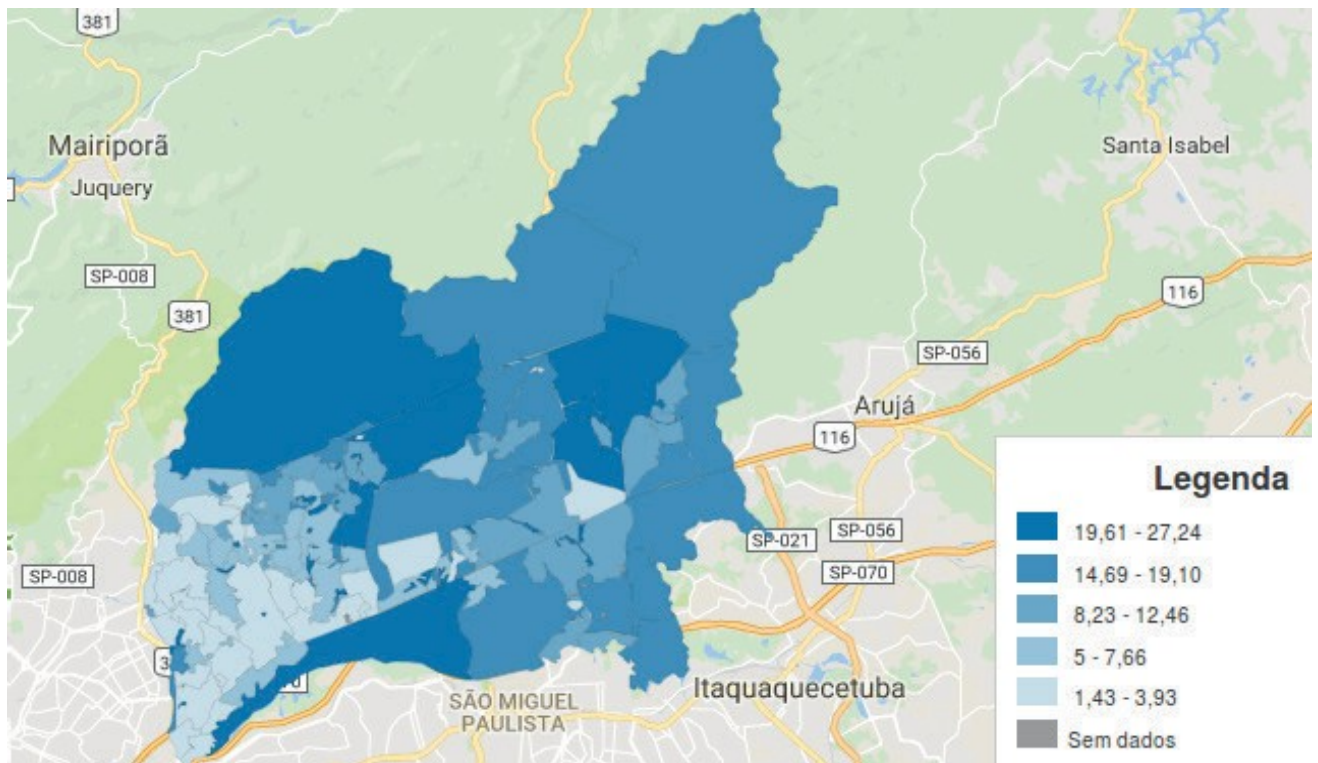 381
Mairiporã
Juquery
Santa Isabel
SP-008
381
116
SP-056
Arujá
116
SP-021
SP-056
SP-070
SP-008
Itaquaquecetuba
SÃO MIGUEL
PAULISTA
Legenda
19,61 - 27,24
14,69 - 19,10
8,23 - 12,46
5 - 7,66
1,43 - 3,93
Sem dados